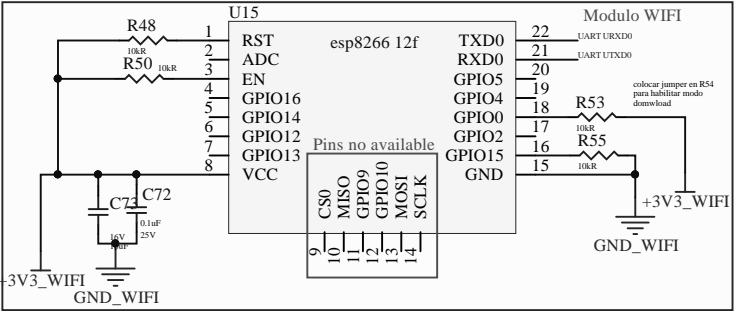 U15
Modulo WIFI
R48
10kR
R50
10kR
1
2
3
4
5
6
7
8
RST
ADC
EN
GPIO16
GPIO14
GPIO12
GPIO13
VCC
esp8266 12f
TXD0
RXD0
GPIO5
GPIO4
GPIO0
GPIO2
GPIO15
GND
22
21
20
19
18
17
16
15
UART URXD0
UART UTXD0
colocar jumper en R54
para habilitar modo
domwload
R53
10kR
R55
10kR
Pins no available
CS0
MISO
GPIO9
GPIO10
MOSI
SCLK
9
10
11
12
13
14
C73
16V
C72
0.1uF
25V
+3V3_WIFI
GND_WIFI
+3V3_WIFI
GND_WIFI